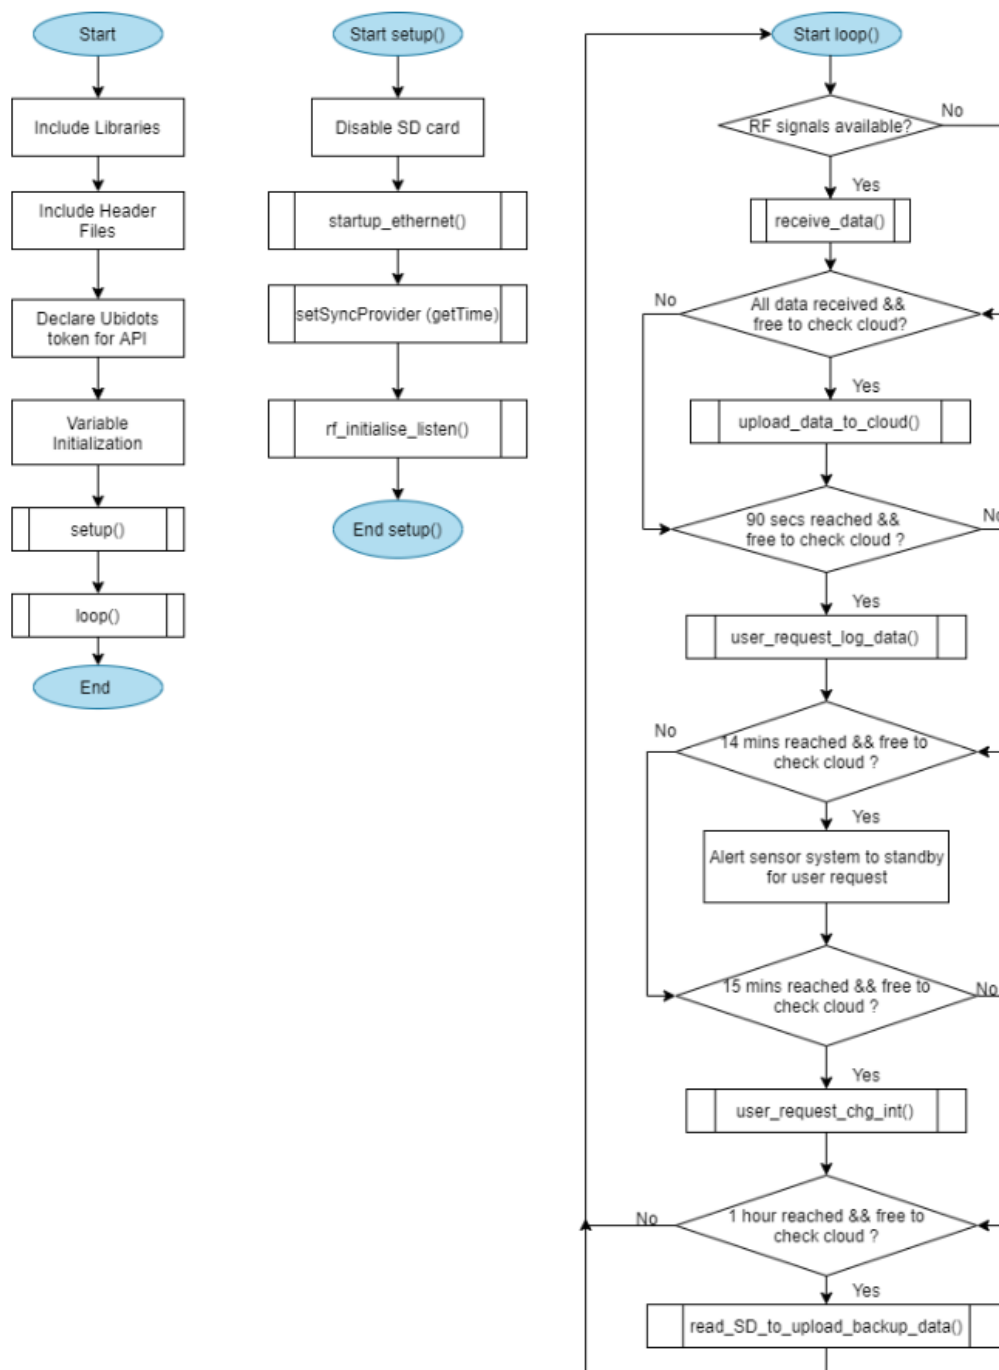 Start
Include Libraries
Include Header
Files
Declare Ubidots
token for API
Variable
Initialization
setup()
loop()
End
Start setup()
Disable SD card
startup_ethernet()
setSyncProvider (getTime)
rf_initialise_listen()
End setup()
Start loop()
RF signals available?
No
Yes
receive_data()
All data received &&
free to check cloud?
No
Yes
upload_data_to_cloud()
90 secs reached &&
free to check cloud ?
No
Yes
user_request_log_data()
14 mins reached && free to
check cloud ?
No
Yes
Alert sensor system to standby
for user request
15 mins reached && free to
check cloud ?
No
Yes
user_request_chg_int()
1 hour reached && free to
check cloud ?
No
Yes
read_SD_to_upload_backup_data()